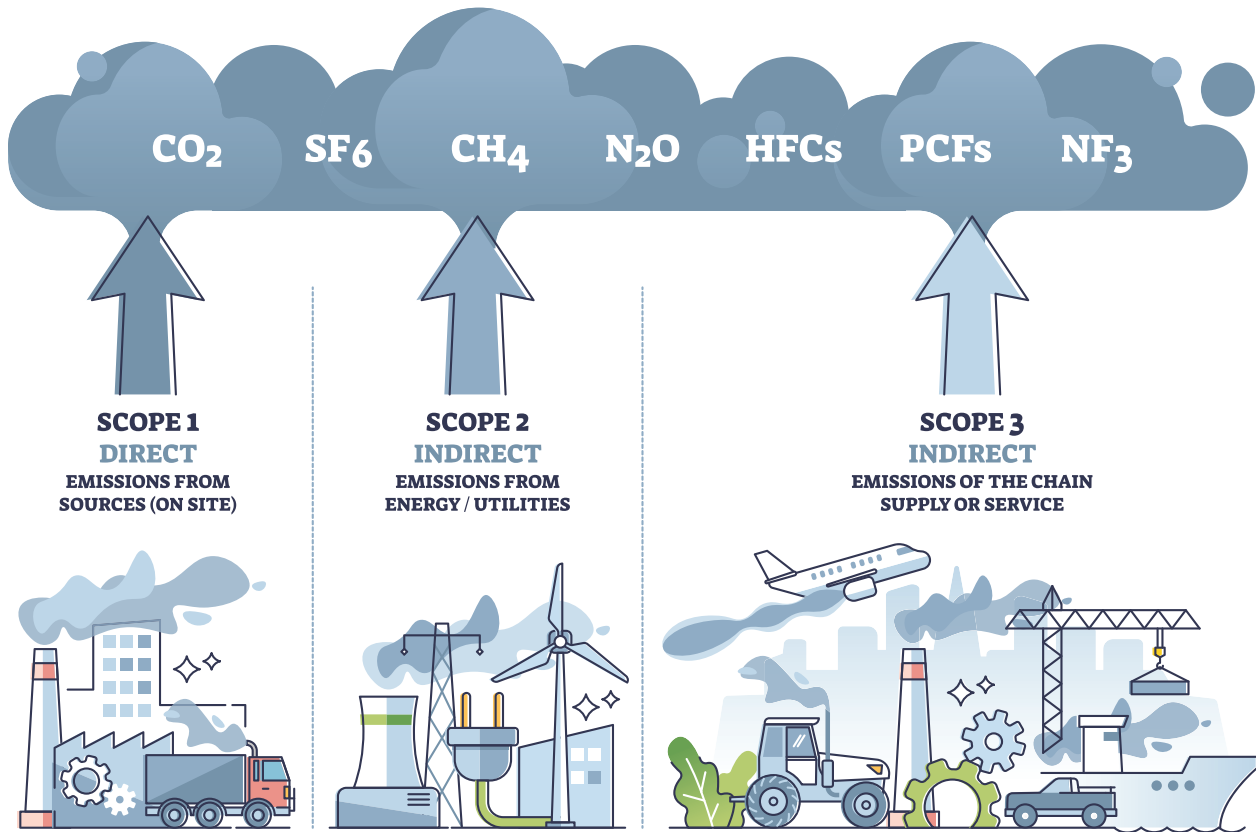 CO2 SF6 CH4 N2O HFCs PCFs NF3
SCOPE 1
DIRECT
EMISSIONS FROM
SOURCES (ON SITE)
SCOPE 2
INDIRECT
EMISSIONS FROM
ENERGY / UTILITIES
SCOPE 3
INDIRECT
EMISSIONS OF THE CHAIN
SUPPLY OR SERVICE